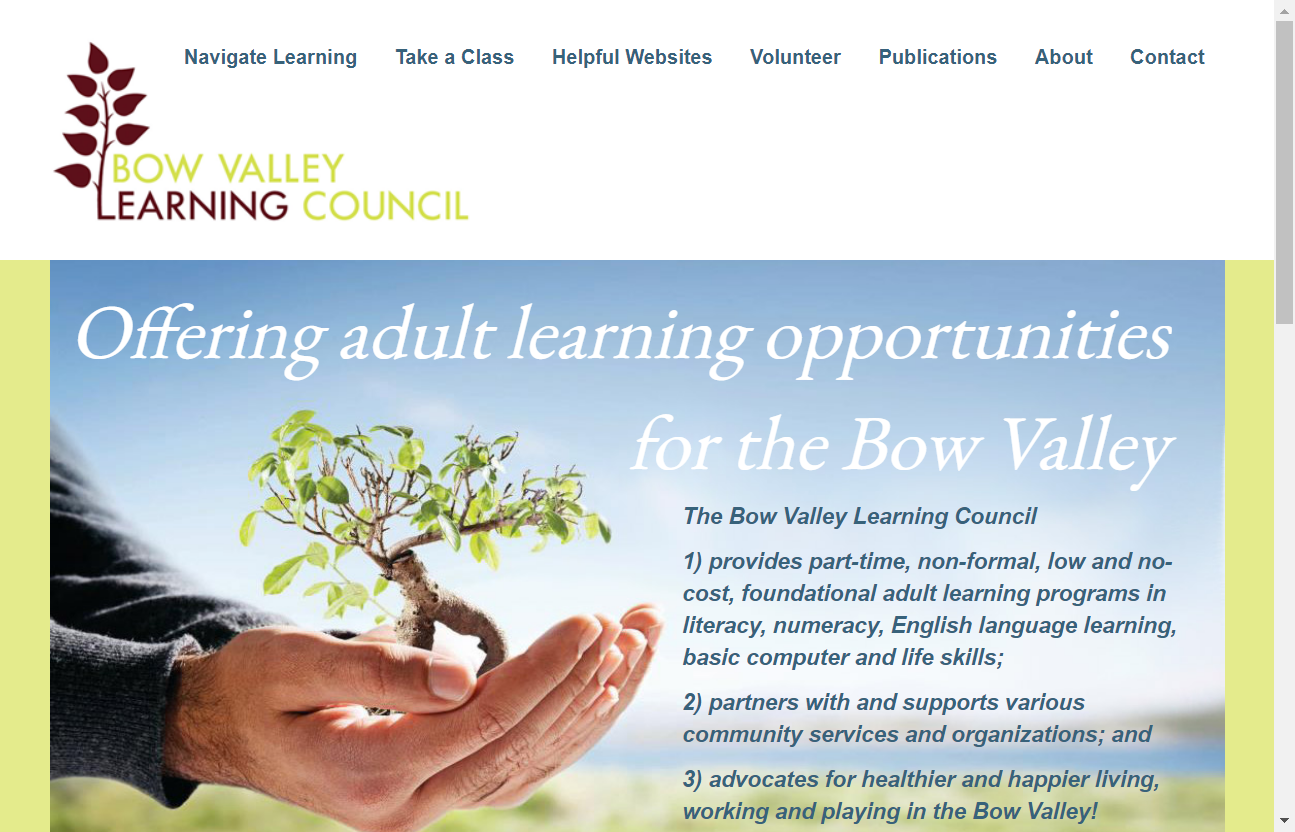 Navigate Learning Take a Class Helpful Websites Volunteer Publications About Contact
BOW VALLEY
LEARNING COUNCIL
Offering adult learning opportunities
for the Bow Valley
The Bow Valley Learning Council
1) provides part-time, non-formal, low and no-
cost, foundational adult learning programs in
literacy, numeracy, English language learning,
basic computer and life skills;
2) partners with and supports various
community services and organizations; and
3) advocates for healthier and happier living,
working and playing in the Bow Valley!